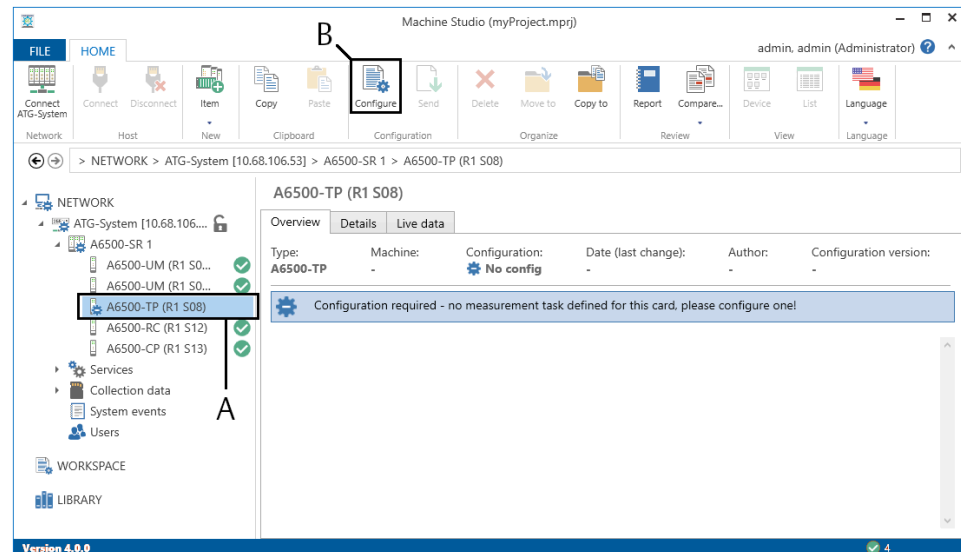 Machine Studio (myProject.mprj)
B
FILE HOME
admin, admin (Administrator)
Connect ATG-System Connect Disconnect Item Copy Paste Configure Send Delete Move to Copy to Report Compare... Device List Language
Network Host New Clipboard Configuration Organize Review View Language
> NETWORK > ATG-System [10.68.106.53] > A6500-SR 1 > A6500-TP (R1 S08)
NETWORK
ATG-System [10.68.106....
A6500-SR 1
A6500-UM (R1 S0...
A6500-UM (R1 S0...
A6500-TP (R1 S08)
A6500-RC (R1 S12)
A6500-CP (R1 S13)
Services
Collection data
System events
Users
A
WORKSPACE
LIBRARY
A6500-TP (R1 S08)
Overview Details Live data
Type: Machine: Configuration: Date (last change): Author: Configuration version:
A6500-TP - No config - - -
Configuration required - no measurement task defined for this card, please configure one!
Version 4.0.0 4